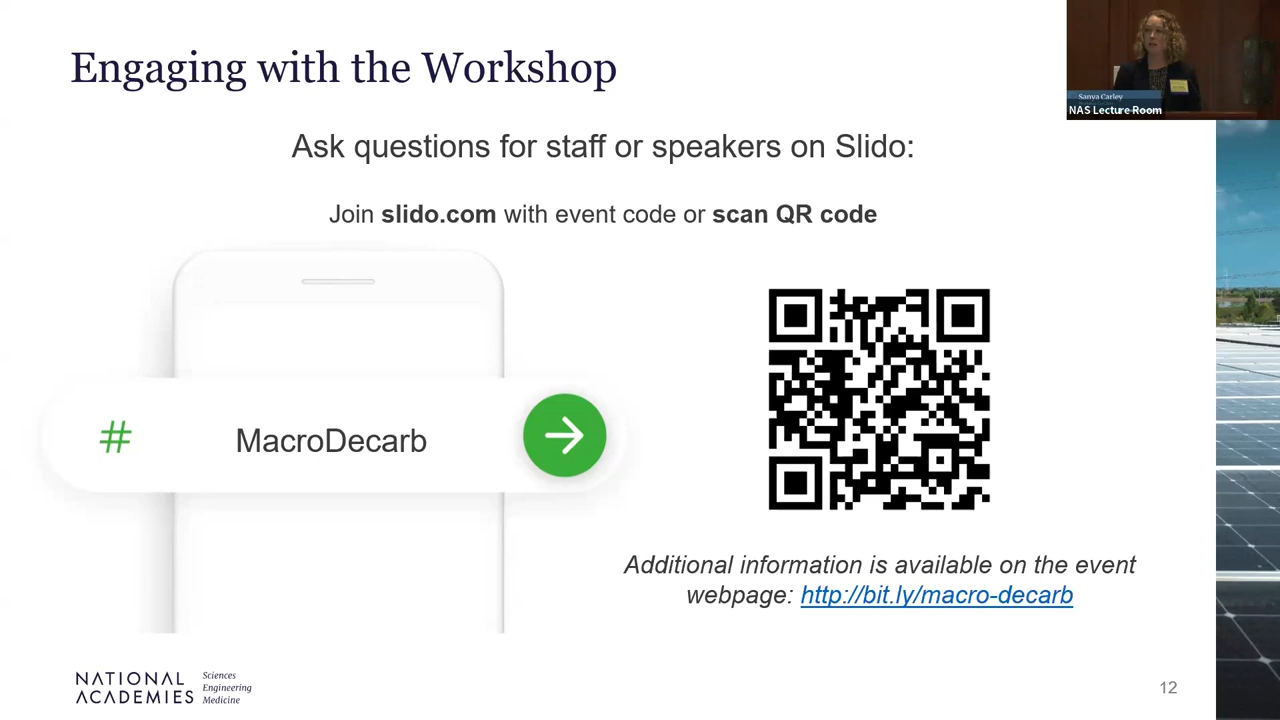 Engaging with the Workshop
Sanya Carley
NAS Lecture Room
Ask questions for staff or speakers on Slido:
Join slido.com with event code or scan QR code
# MacroDecarb
Additional information is available on the event
webpage: http://bit.ly/macro-decarb
NATIONAL ACADEMIES
Sciences
Engineering
Medicine
12